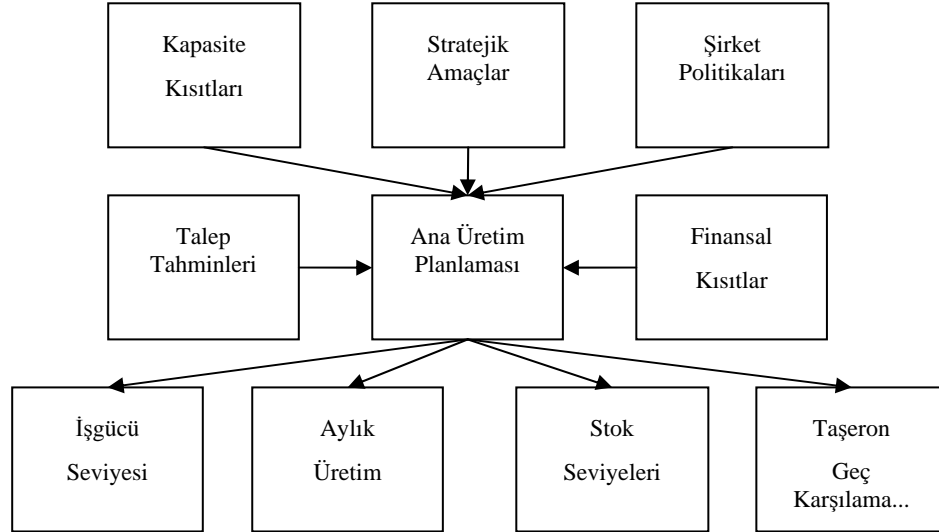 Kapasite
Kısıtları
Stratejik
Amaçlar
Şirket
Politikaları
Talep
Tahminleri
Ana Üretim
Planlaması
Finansal
Kısıtlar
İşgücü
Seviyesi
Aylık
Üretim
Stok
Seviyeleri
Taşeron
Geç
Karşılama...